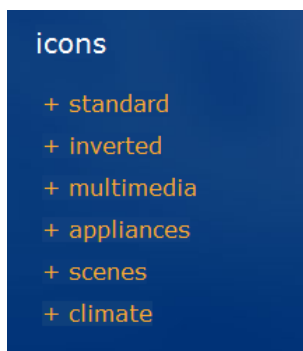 icons
+ standard
+ inverted
+ multimedia
+ appliances
+ scenes
+ climate